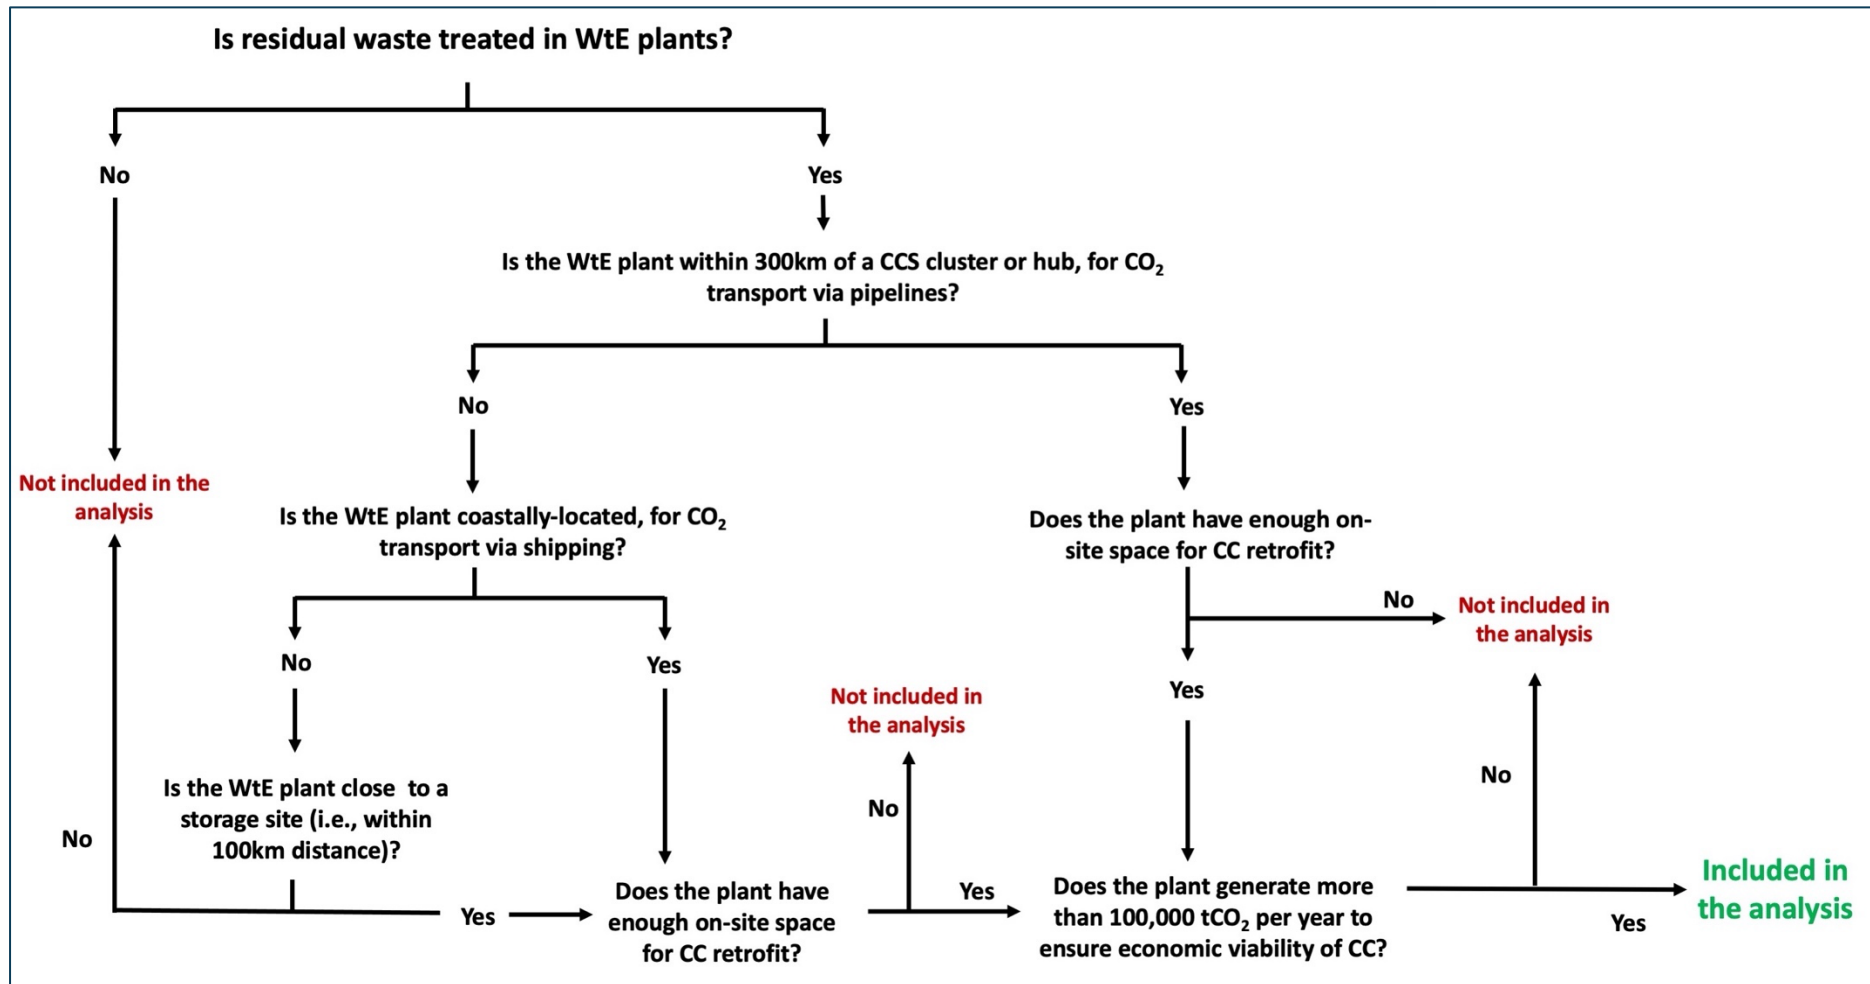 Is residual waste treated in WtE plants?
No
Yes
Is the WtE plant within 300km of a CCS cluster or hub, for CO₂
transport via pipelines?
No
Yes
Not included in the
analysis
Is the WtE plant coastally-located, for CO₂
transport via shipping?
Does the plant have enough on-
site space for CC retrofit?
No
Not included in
the analysis
No
Yes
Yes
Not included in
the analysis
No
Is the WtE plant close to a
storage site (i.e., within
100km distance)?
No
No
Yes
Does the plant have
enough on-site space
for CC retrofit?
Yes
Does the plant generate more
than 100,000 tCO₂ per year to
ensure economic viability of CC?
Yes
Included in
the analysis